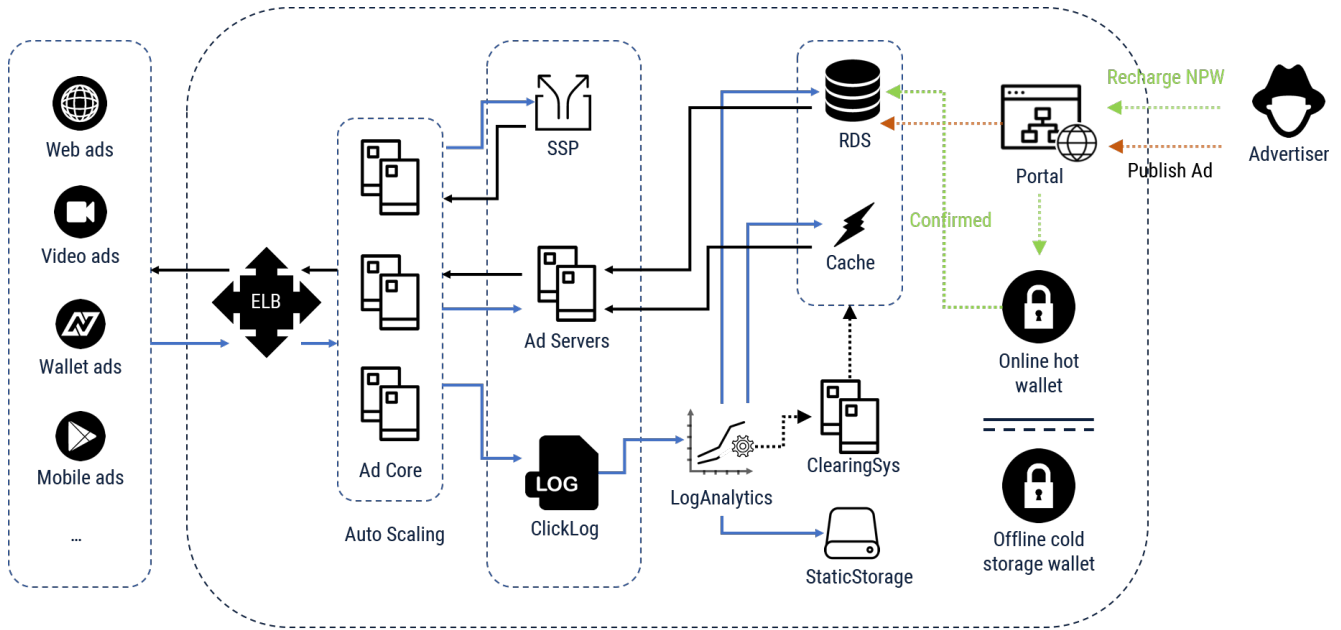 Web ads
Video ads
Wallet ads
Mobile ads
...
ELB
Ad Core
Auto Scaling
SSP
Ad Servers
LOG
ClickLog
RDS
Cache
LogAnalytics
ClearingSys
StaticStorage
Portal
Confirmed
Online hot
wallet
Offline cold
storage wallet
Recharge NPW
Publish Ad
Advertiser